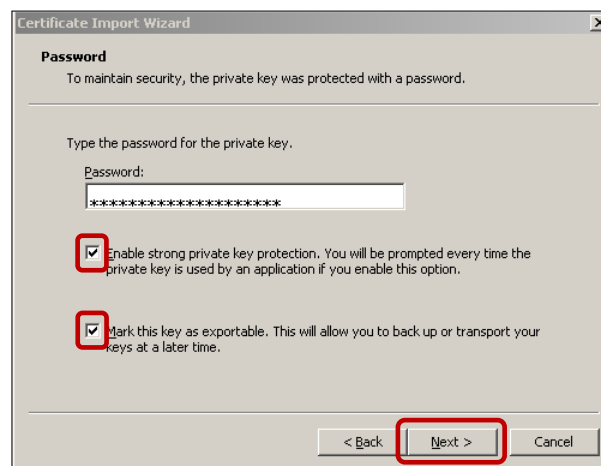 Certificate Import Wizard
Password
To maintain security, the private key was protected with a password.
Type the password for the private key.
Password:
********************
Enable strong private key protection. You will be prompted every time the
private key is used by an application if you enable this option.
Mark this key as exportable. This will allow you to back up or transport your
keys at a later time.
< Back Next > Cancel